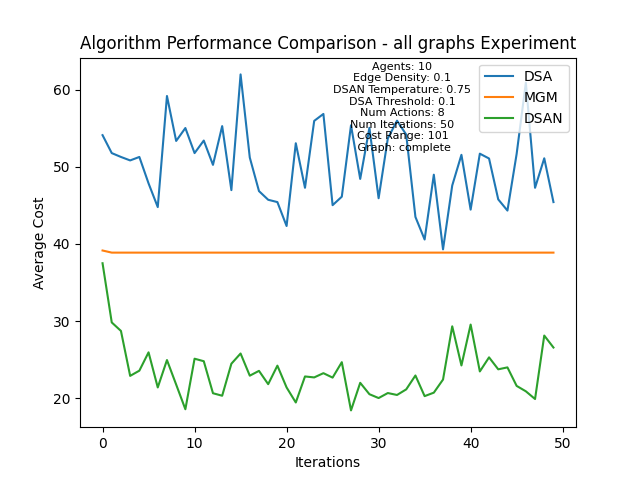 Algorithm Performance Comparison - all graphs Experiment
Agents: 10
Edge Density: 0.1
DSAN Temperature: 0.75
DSA Threshold: 0.1
Num Actions: 8
Num Iterations: 50
Cost Range: 101
Graph: complete
DSA
MGM
DSAN
Average Cost
60
50
40
30
20
0
10
20
30
40
50
Iterations